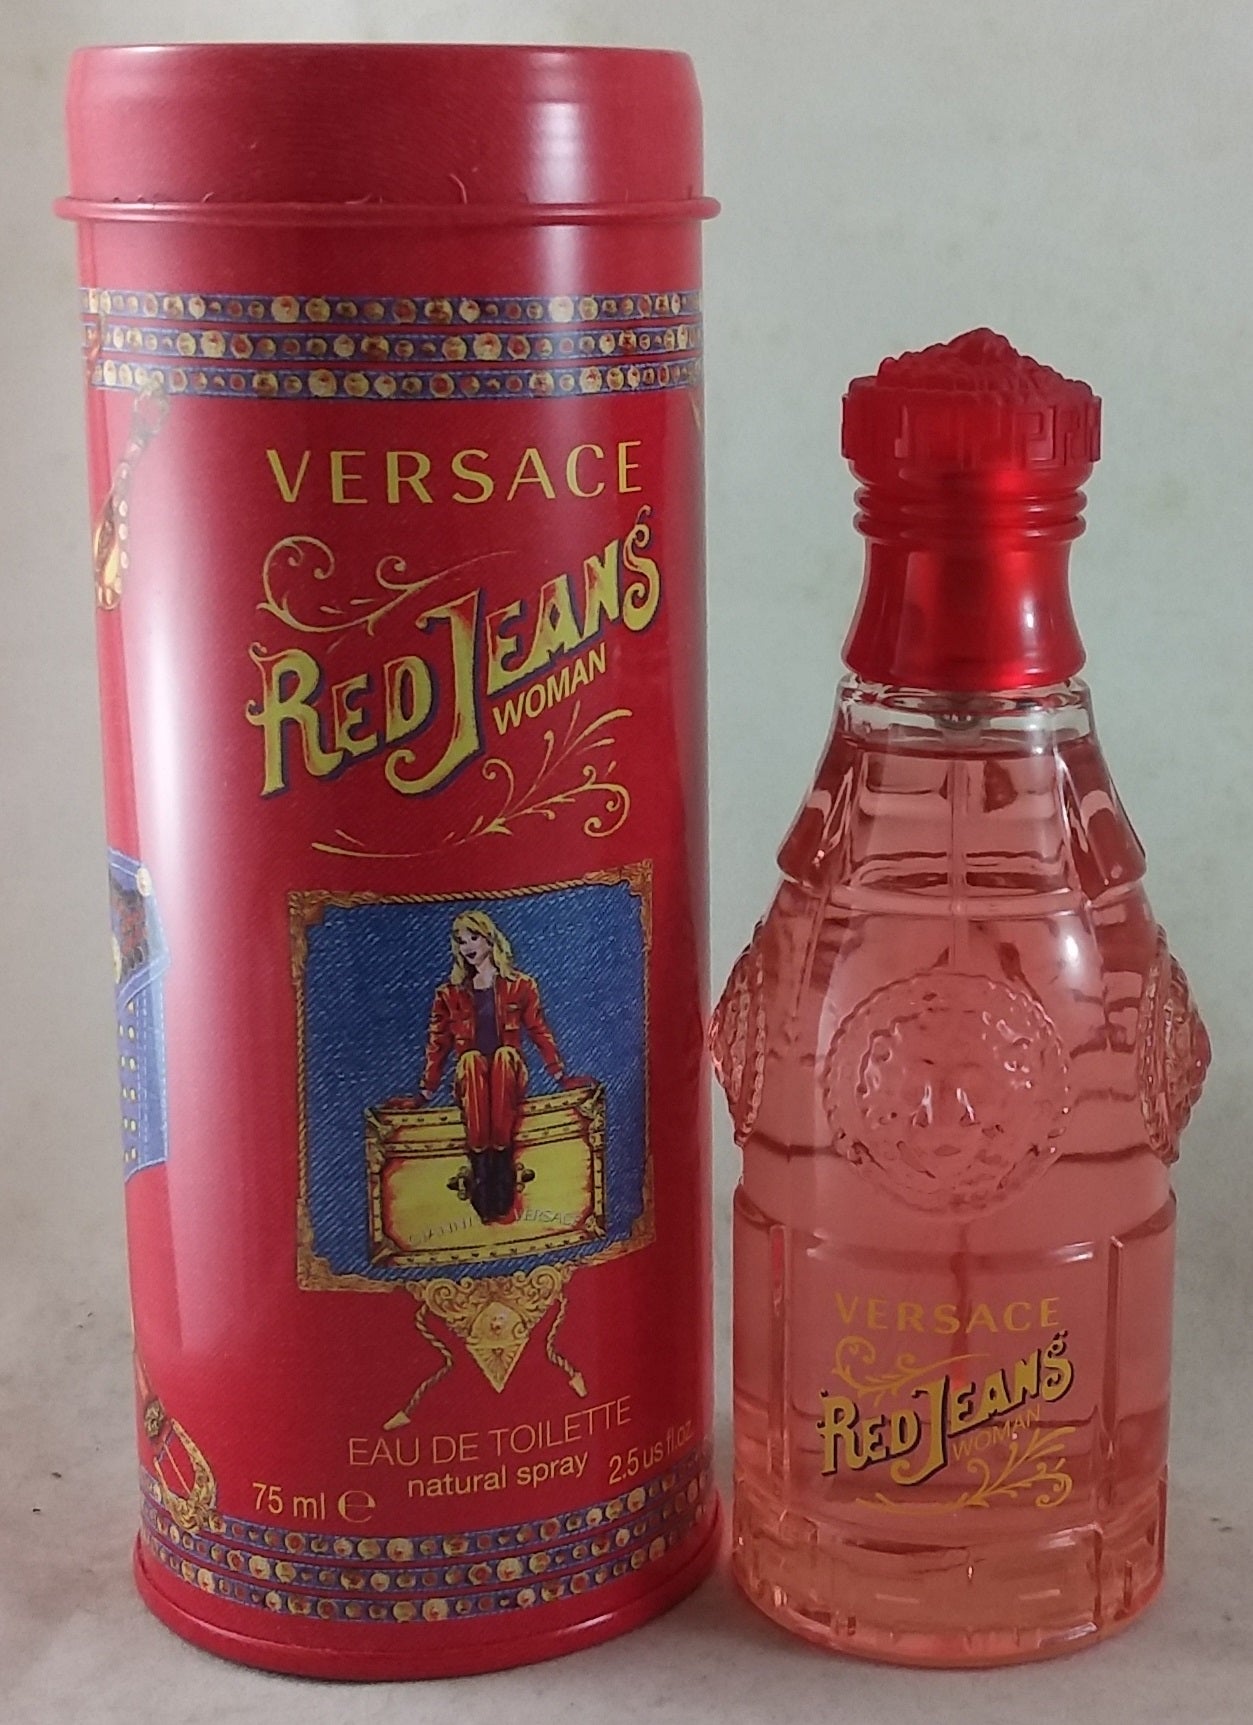 VERSACE
RED JEANS
WOMAN
GIANNI VERSACE
EAU DE TOILETTE
natural spray
75 ml e
2.5 us fl.oz.
VERSACE
RED JEANS
WOMAN